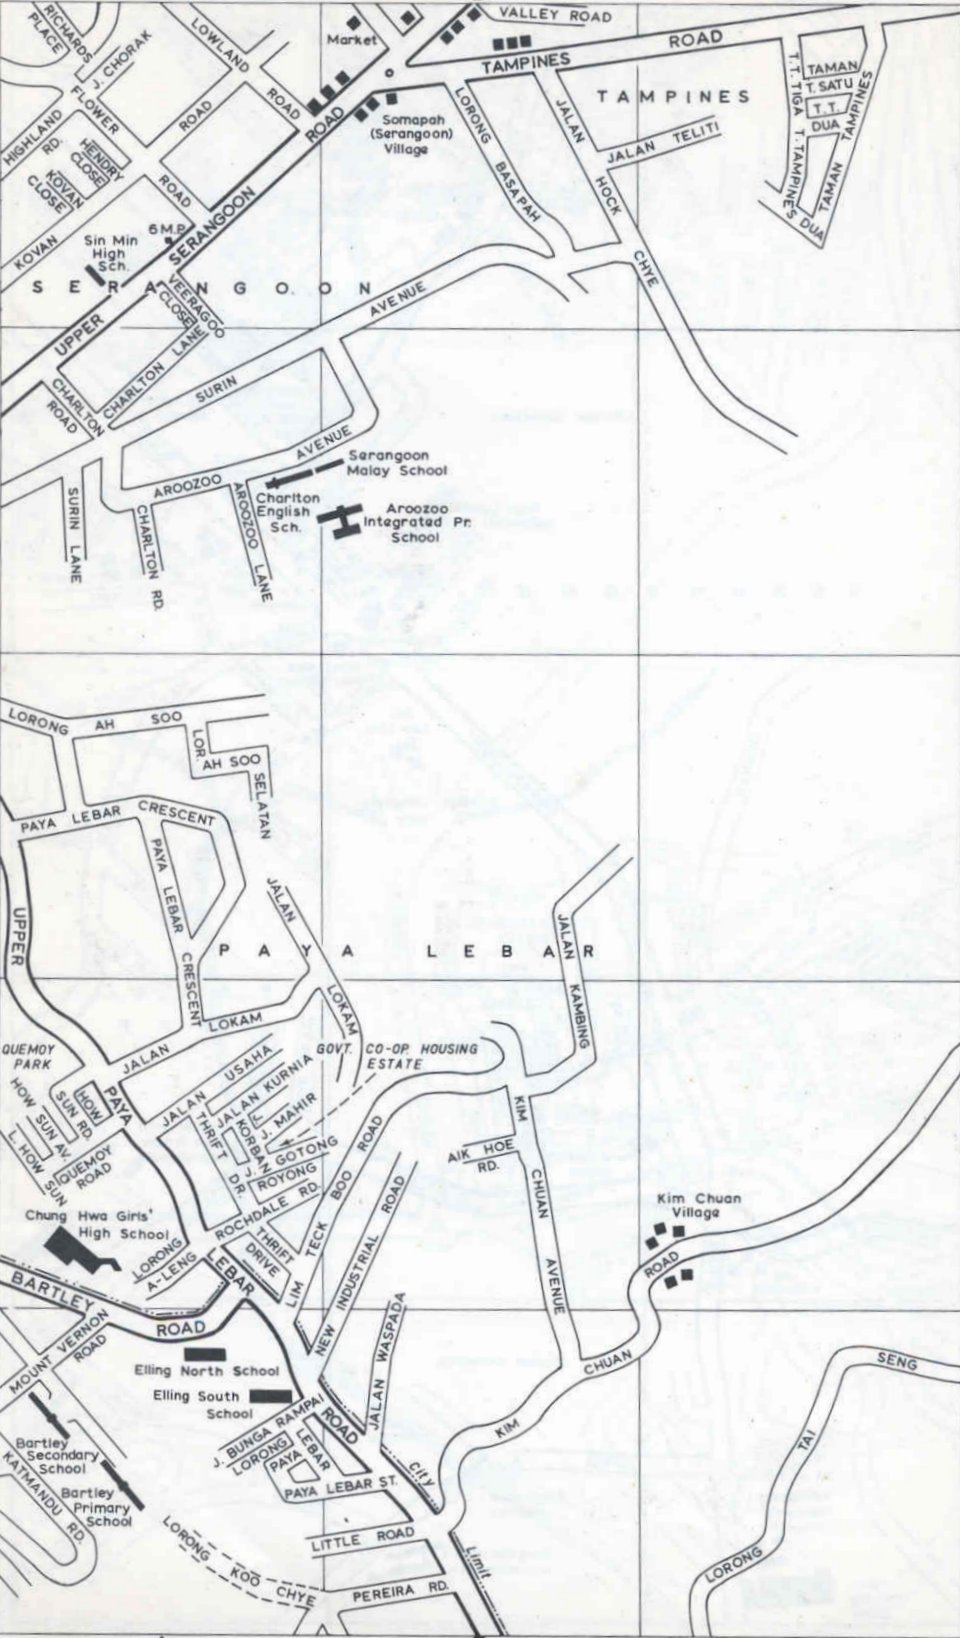 RICHARDS
PLACE
J. CHORAK
LOWLAND
ROAD
Market
VALLEY ROAD
TAMPINES
ROAD
FLOWER
ROAD
HIGHLAND
RD.
ROAD
HENDRY
CLOSE
KOVAN
CLOSE
KOVAN
Somapah
(Serangoon)
Village
TAMPINES
LORONG
BASAPAH
JALAN
HOCK
CHYE
JALAN TELITI
T.T. TIGA
T. TAMPINES
TAMAN
T. SATU
T.T.
DUA
TAMAN
TAMPINES
DUA
6 M.P.
Sin Min
High
Sch.
SERANGOON
UPPER
SERANGOON
ROAD
VEERAGOO
CLOSE
CHARLTON LANE
CHARLTON
ROAD
SURIN
AVENUE
AROOZOO
AVENUE
SURIN LANE
CHARLTON RD.
AROOZOO LANE
Serangoon
Malay School
Charlton
English
Sch.
Aroozoo
Integrated Pr.
School
LORONG
AH
SOO
LOR.
AH SOO
SELATAN
PAYA LEBAR
CRESCENT
PAYA LEBAR
CRESCENT
UPPER
PAYA
LEBAR
ROAD
PAYA LEBAR
JALAN
LOKAM
JALAN
LOKAM
JALAN
KAMBING
QUEMOY
PARK
GOVT. CO-OP. HOUSING
ESTATE
HOW
SUN RD.
HOW SUN AV.
L. HOW SUN
QUEMOY
ROAD
JALAN USAHA
JALAN KURNIA
J. MAHIR
KORBAN
J. GOTONG
ROYONG
THRIFT
DR.
ROCHDALE RD.
THRIFT
DRIVE
LIM
TECK
BOO
ROAD
NEW
INDUSTRIAL
ROAD
AIK HOE
RD.
KIM
CHUAN
AVENUE
Kim Chuan
Village
KIM
CHUAN
ROAD
Chung Hwa Girls'
High School
LORONG
A-LENG
BARTLEY
ROAD
MOUNT VERNON
ROAD
Elling North School
Elling South
School
JALAN WASPADA
J. BUNGA RAMPAI
LORONG
PAYA
LEBAR
PAYA LEBAR ST.
City
Limit
LITTLE ROAD
PEREIRA RD.
LORONG
KOO CHYE
Bartley
Secondary
School
Bartley
Primary
School
KATMANDU RD.
LORONG
TAI
SENG